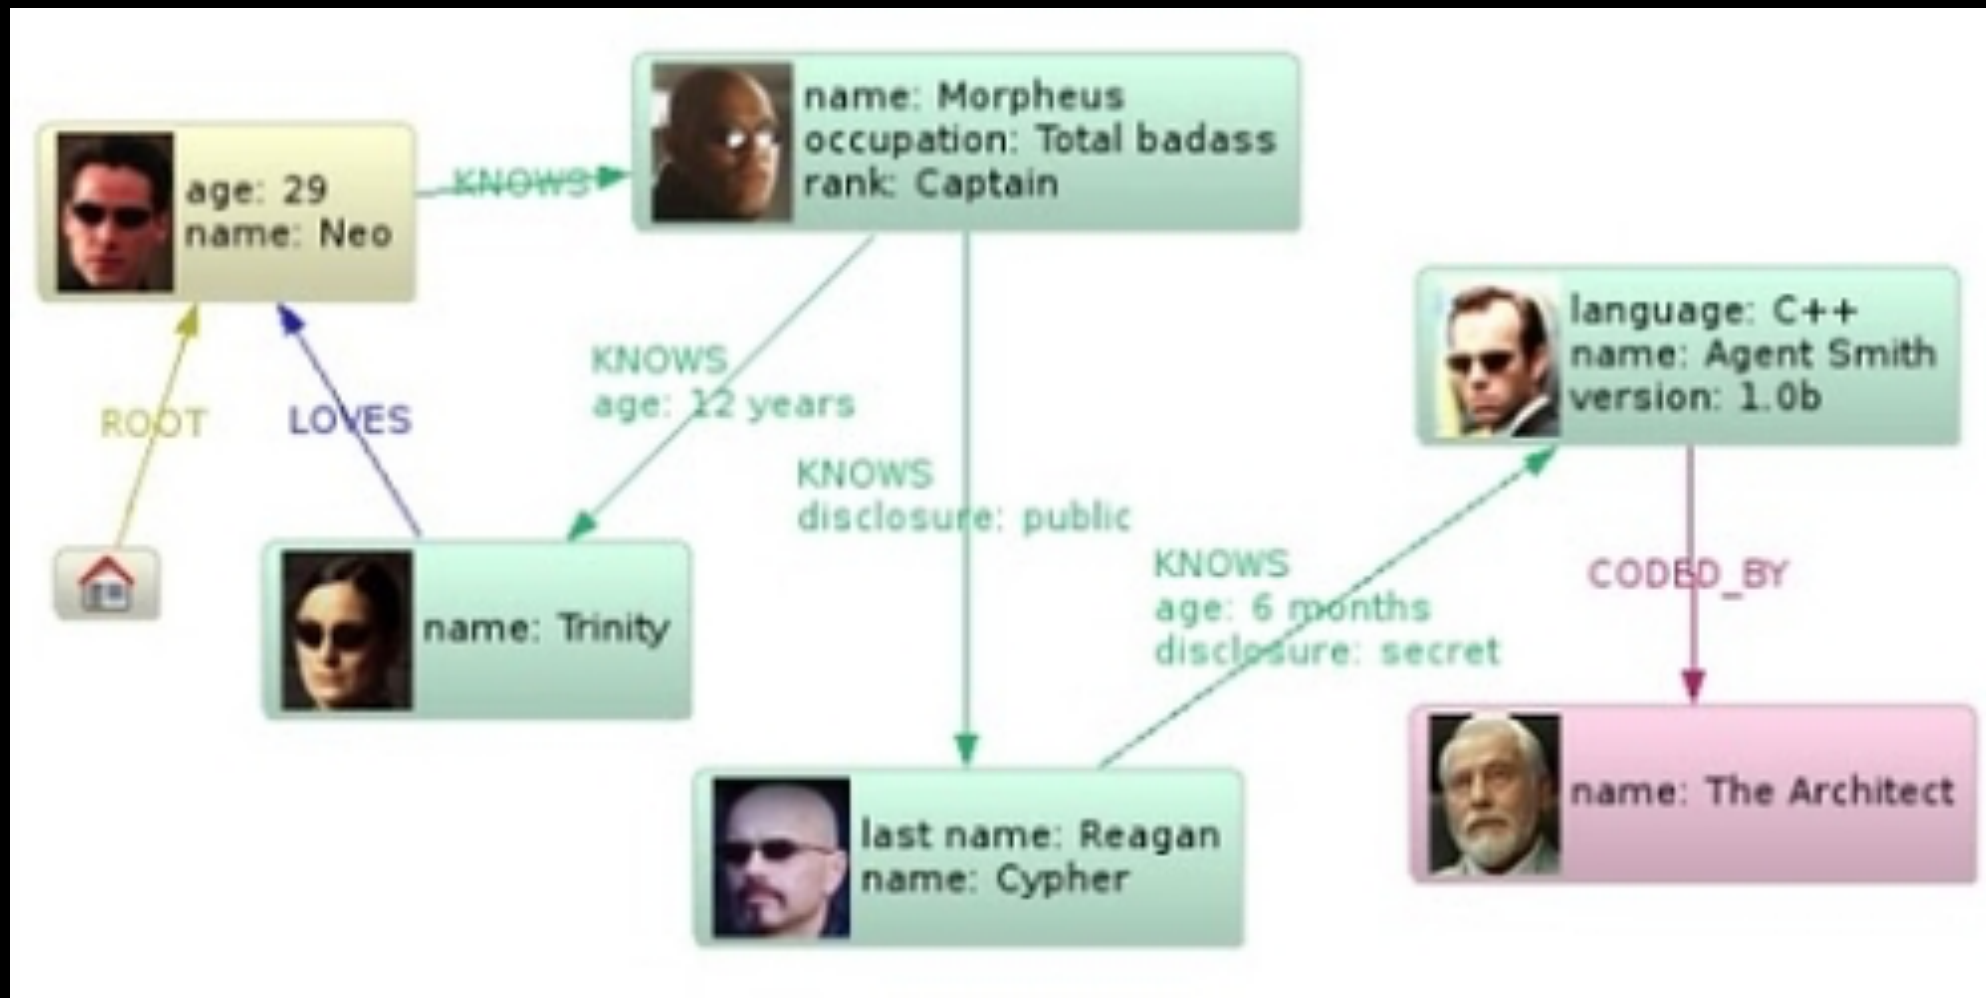 name: Morpheus
occupation: Total badass
rank: Captain
age: 29
name: Neo
KNOWS
language: C++
name: Agent Smith
version: 1.0b
ROOT
LOVES
KNOWS
age: 12 years
KNOWS
disclosure: public
KNOWS
age: 6 months
disclosure: secret
CODED_BY
name: Trinity
last name: Reagan
name: Cypher
name: The Architect